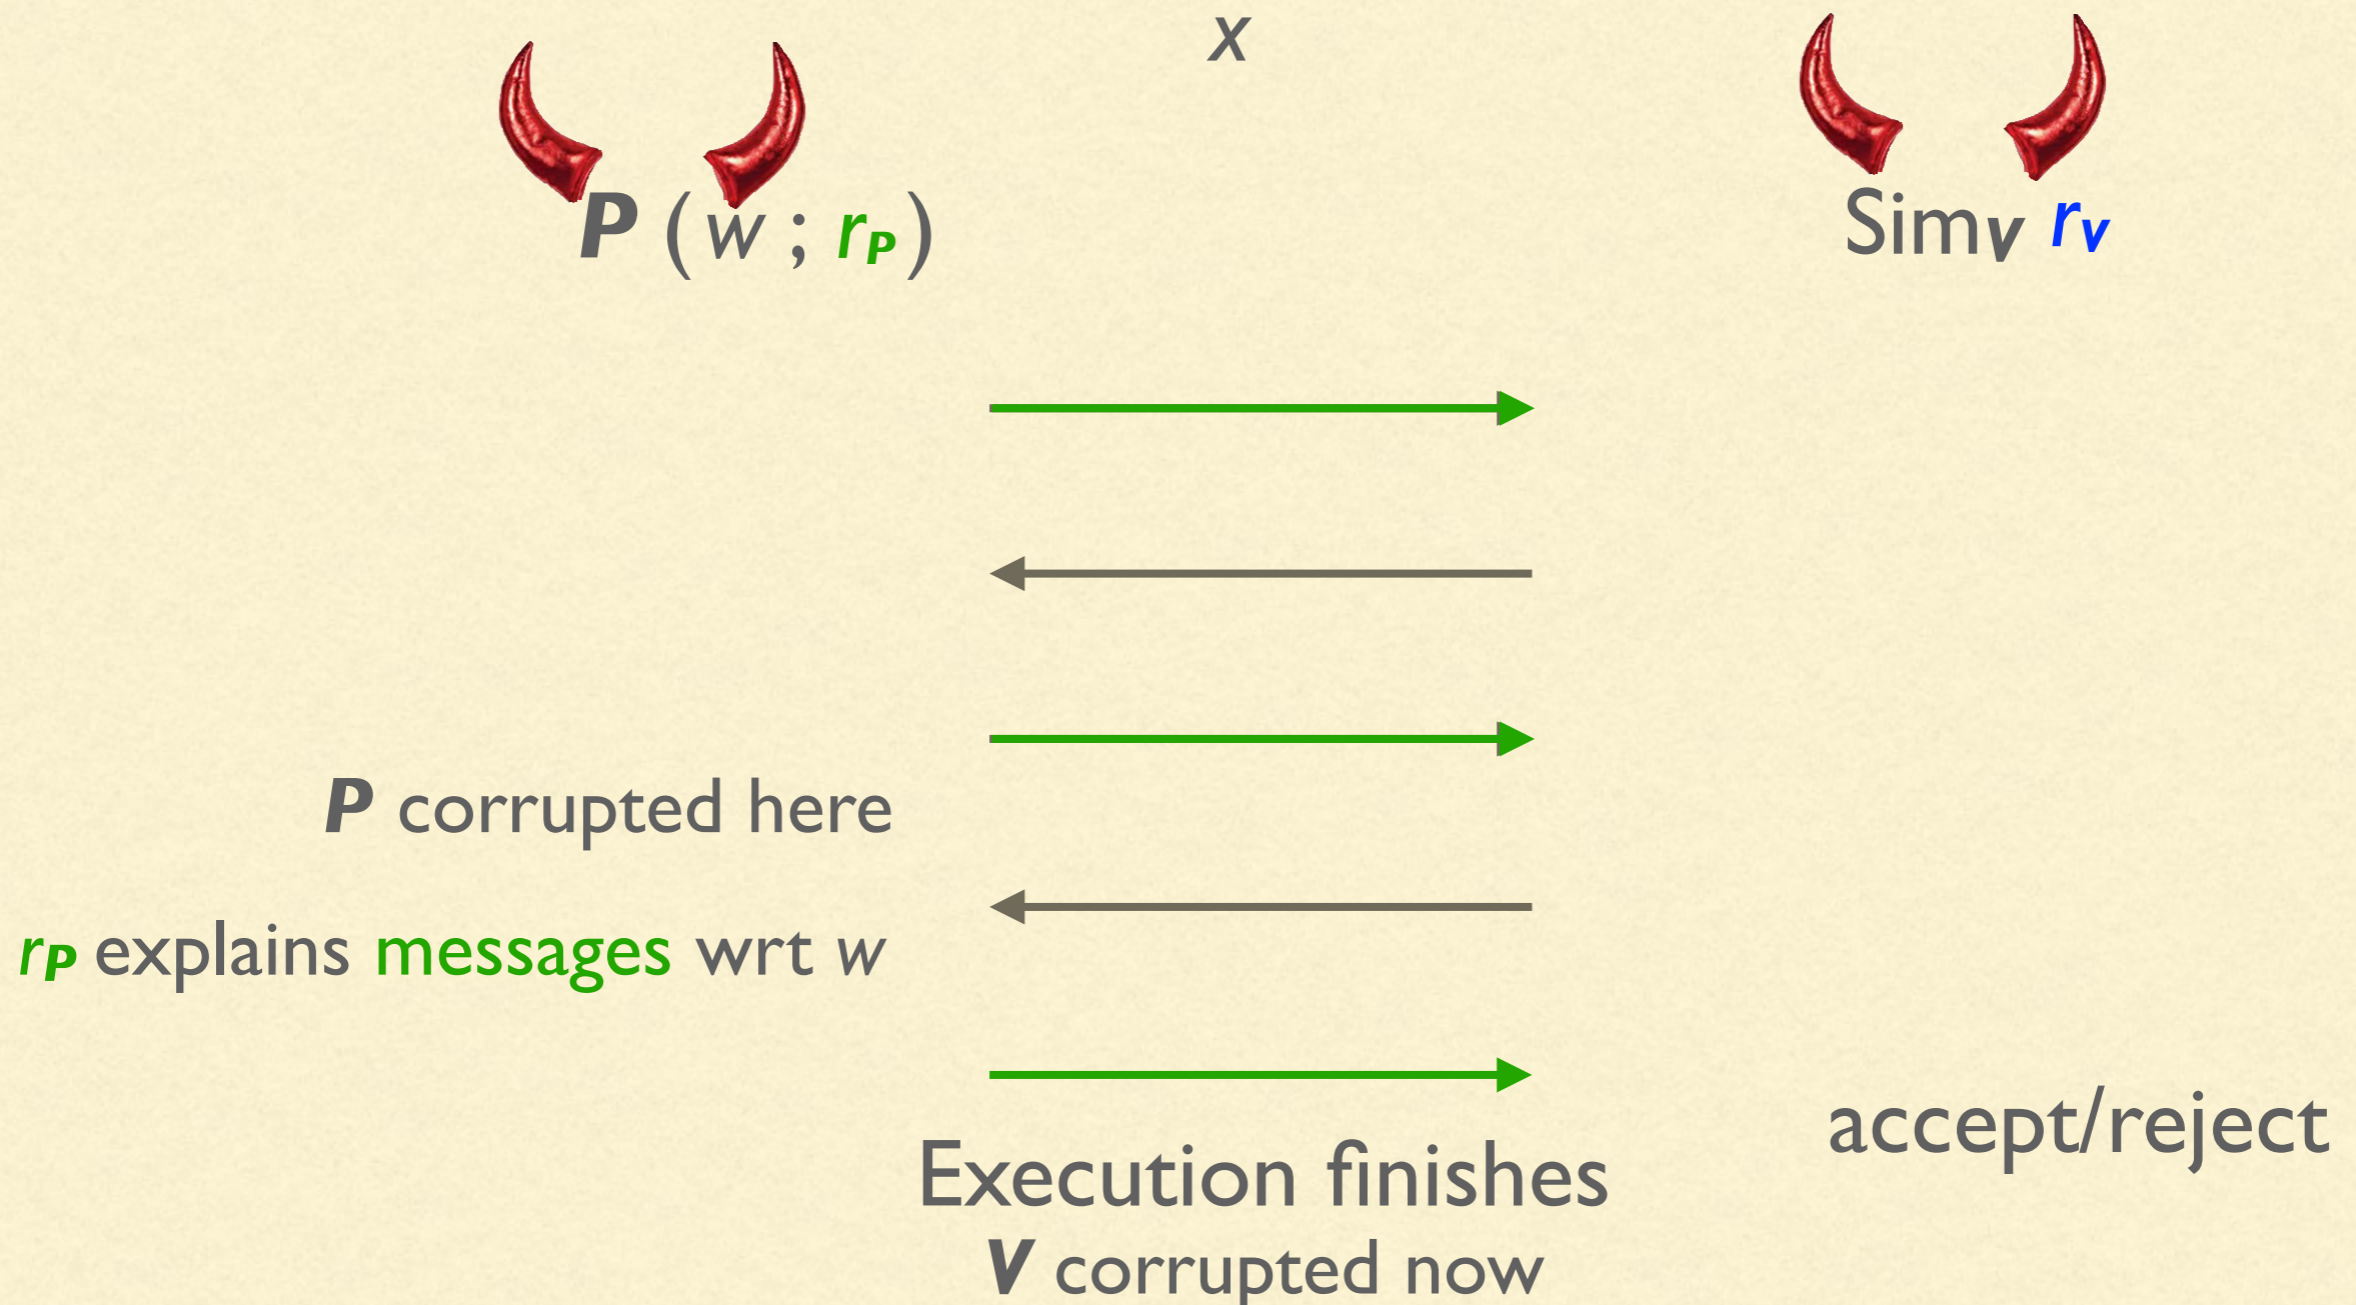 x
P (w ; rP)
SimV rV
P corrupted here
rP explains messages wrt w
accept/reject
Execution finishes
V corrupted now